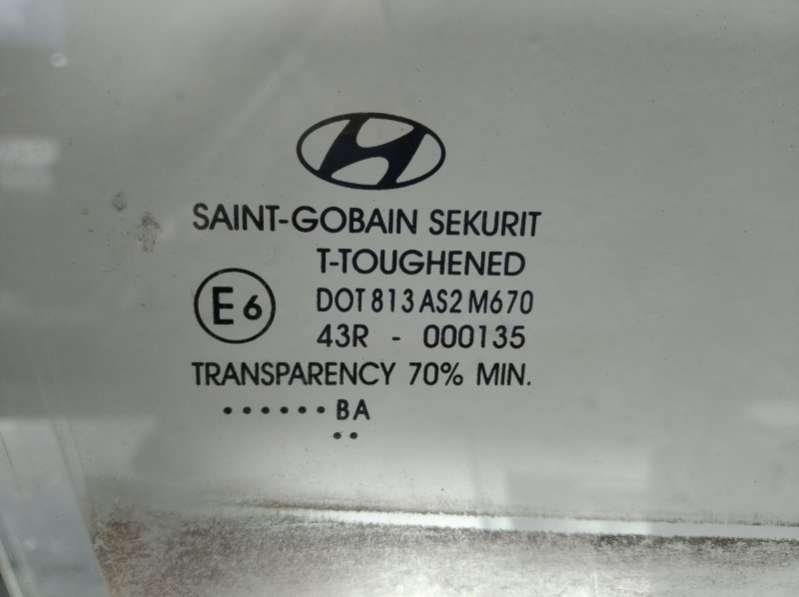 SAINT-GOBAIN SEKURIT
T-TOUGHENED
E6
DOT 813 AS2 M670
43R - 000135
TRANSPARENCY 70% MIN.
······ BA
··